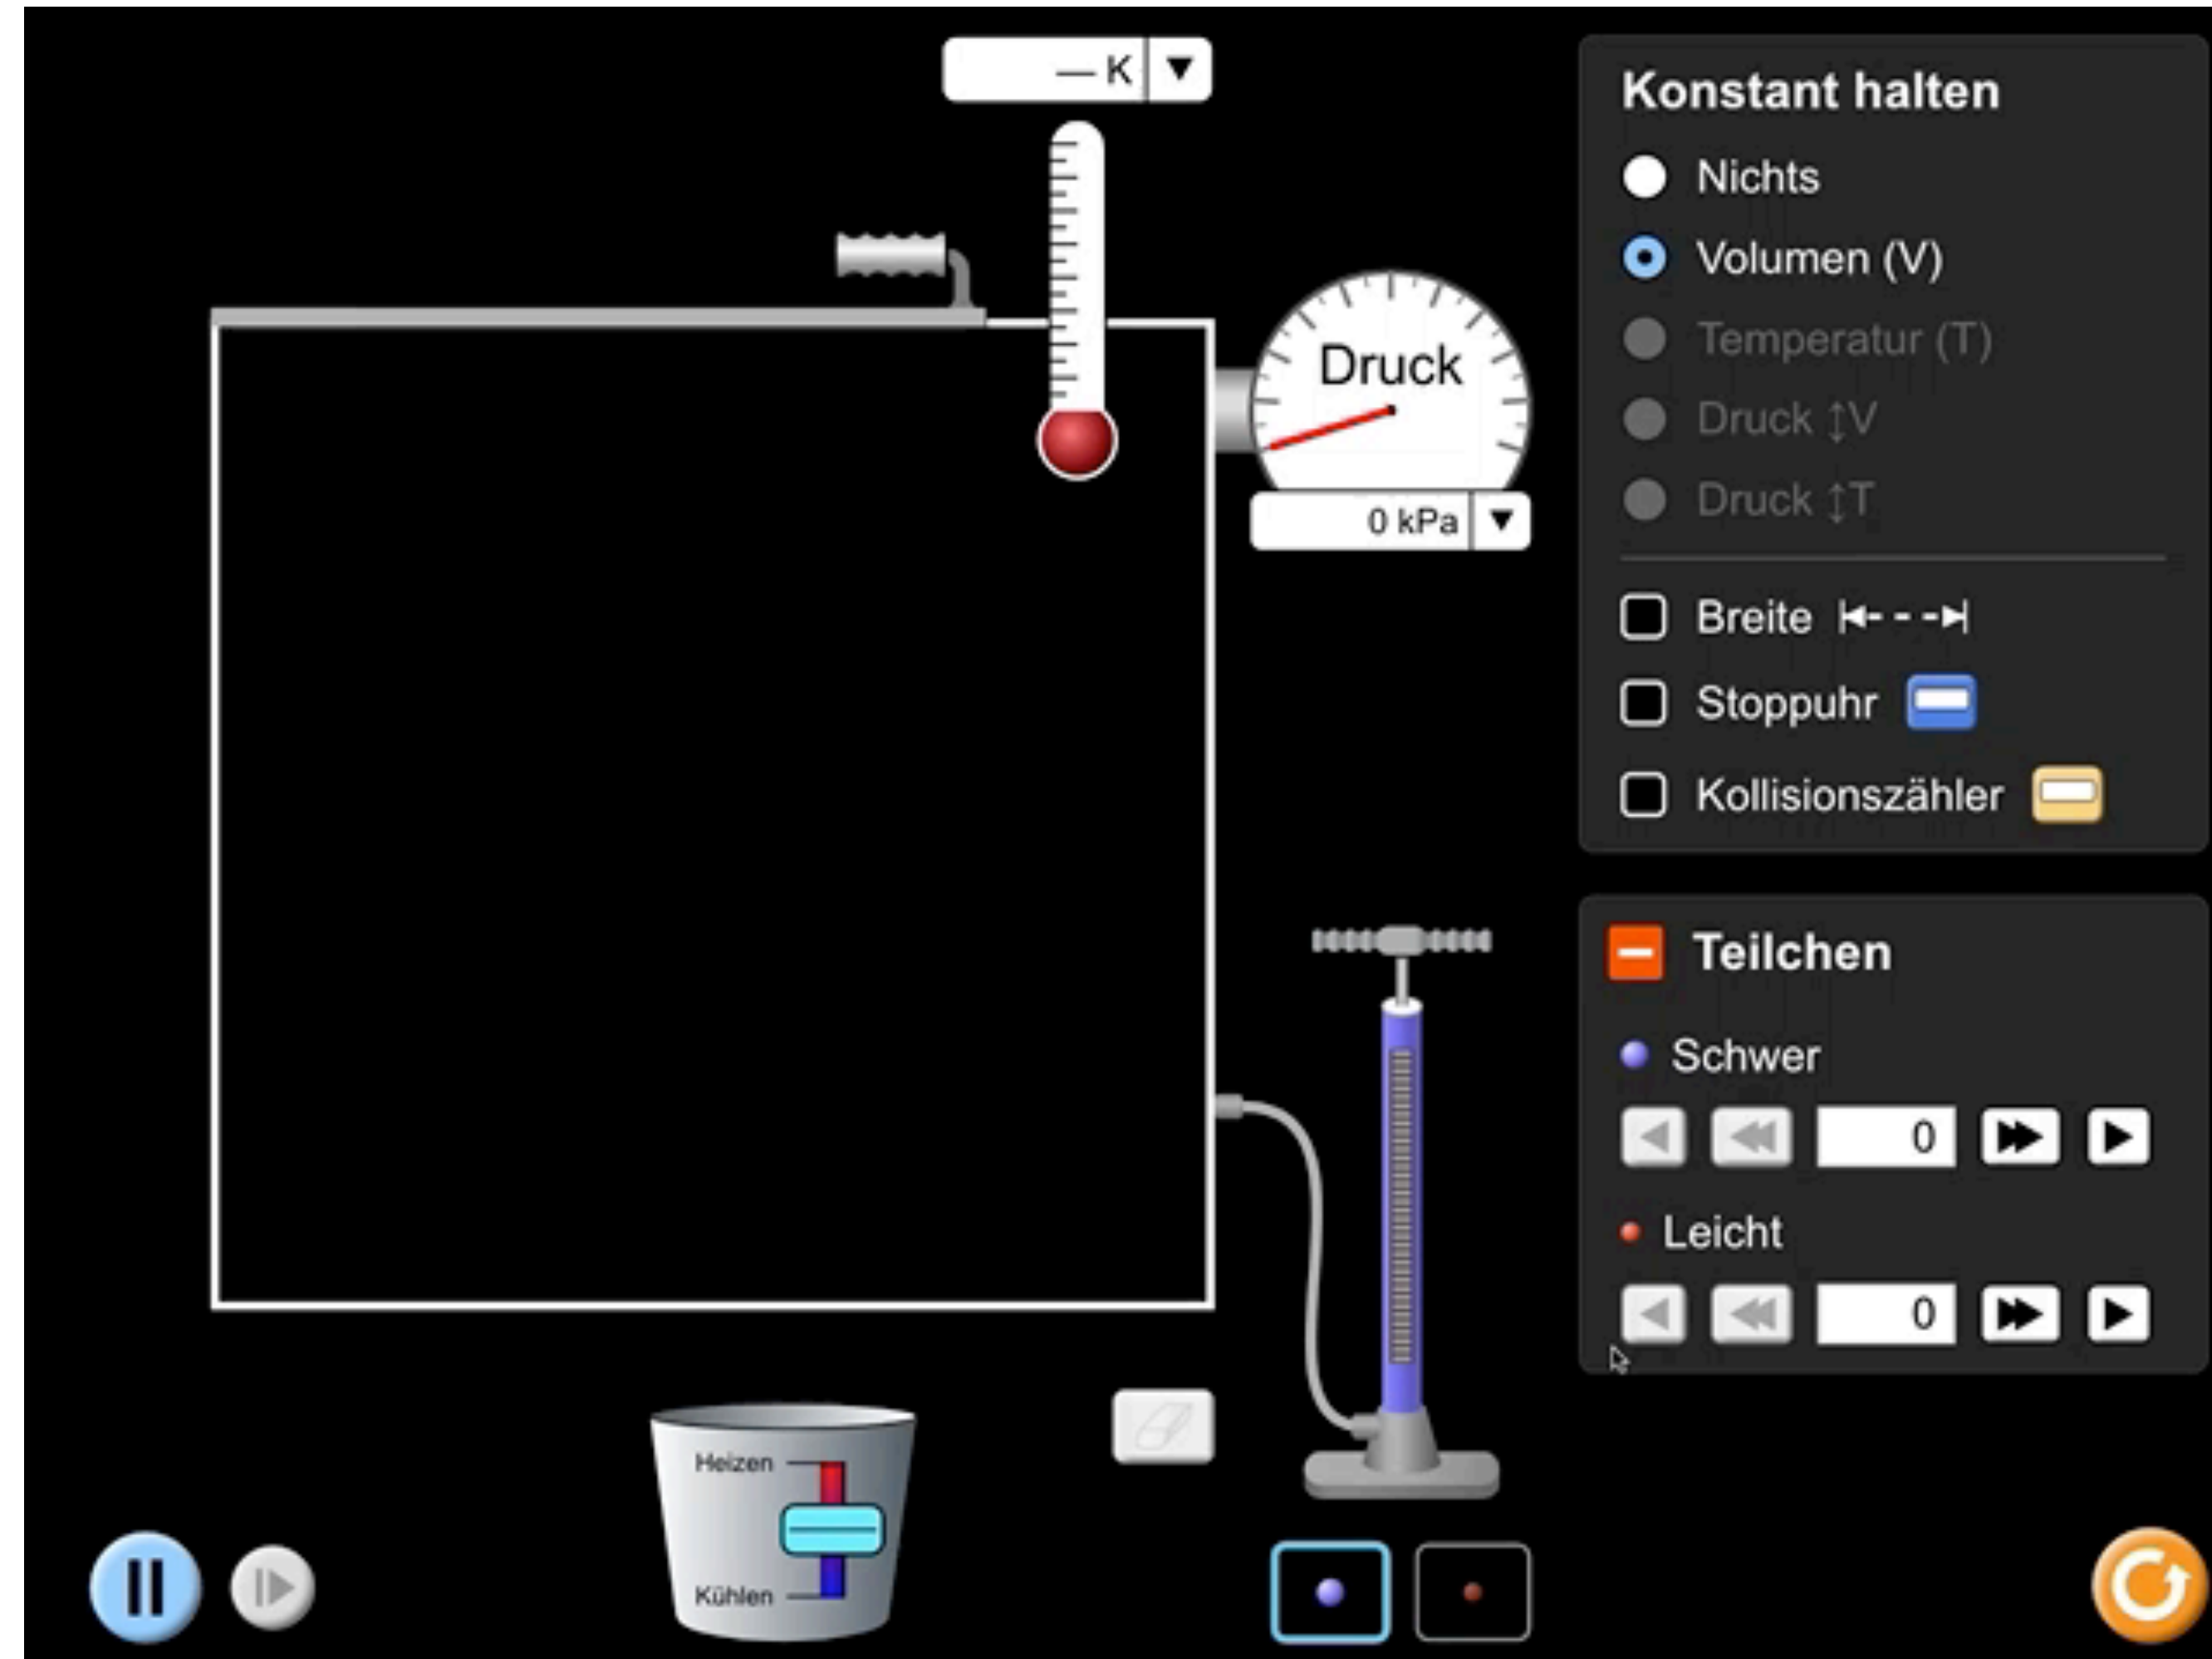 — K
Druck
0 kPa
Konstant halten
Nichts
Volumen (V)
Temperatur (T)
Druck ↕V
Druck ↕T
Breite
Stoppuhr
Kollisionszähler
Teilchen
Schwer
0
Leicht
0
Heizen
Kühlen